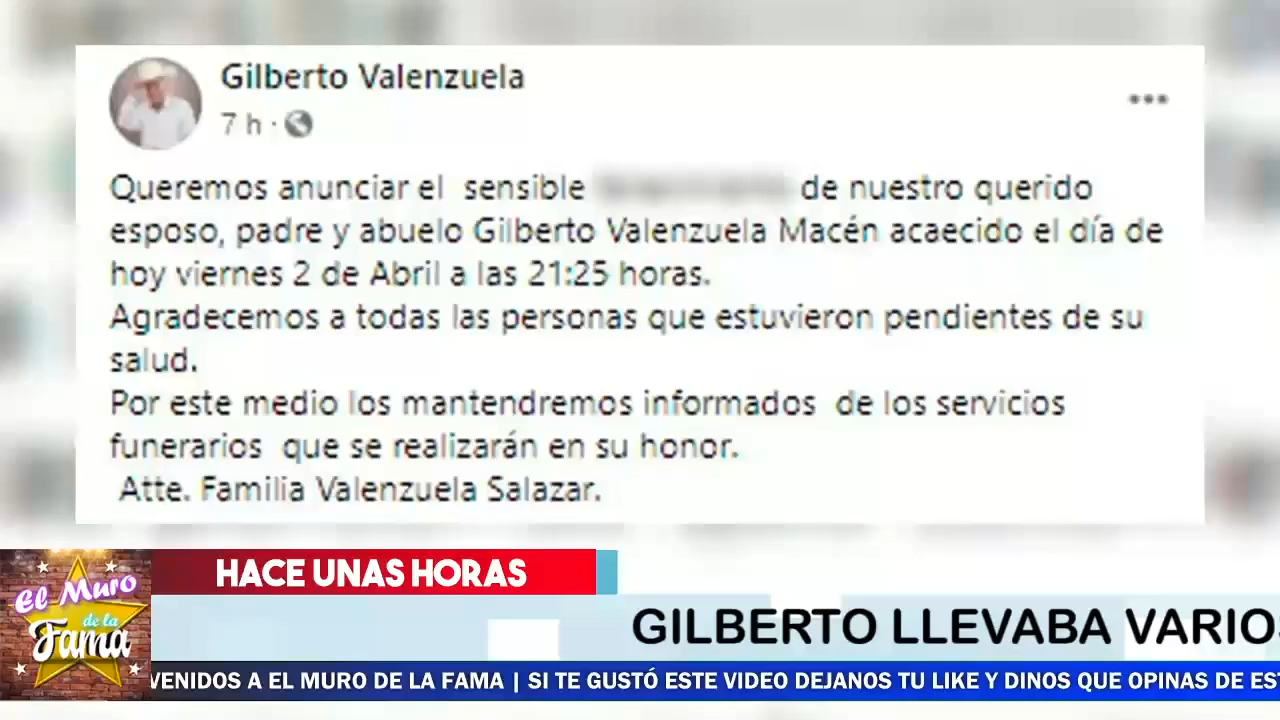 Gilberto Valenzuela
7 h ·
Queremos anunciar el sensible de nuestro querido
esposo, padre y abuelo Gilberto Valenzuela Macén acaecido el día de
hoy viernes 2 de Abril a las 21:25 horas.
Agradecemos a todas las personas que estuvieron pendientes de su
salud.
Por este medio los mantendremos informados de los servicios
funerarios que se realizarán en su honor.
Atte. Familia Valenzuela Salazar.
HACE UNAS HORAS
El Muro
de la
Fama
GILBERTO LLEVABA VARIOS
VENIDOS A EL MURO DE LA FAMA | SI TE GUSTÓ ESTE VIDEO DEJANOS TU LIKE Y DINOS QUE OPINAS DE EST